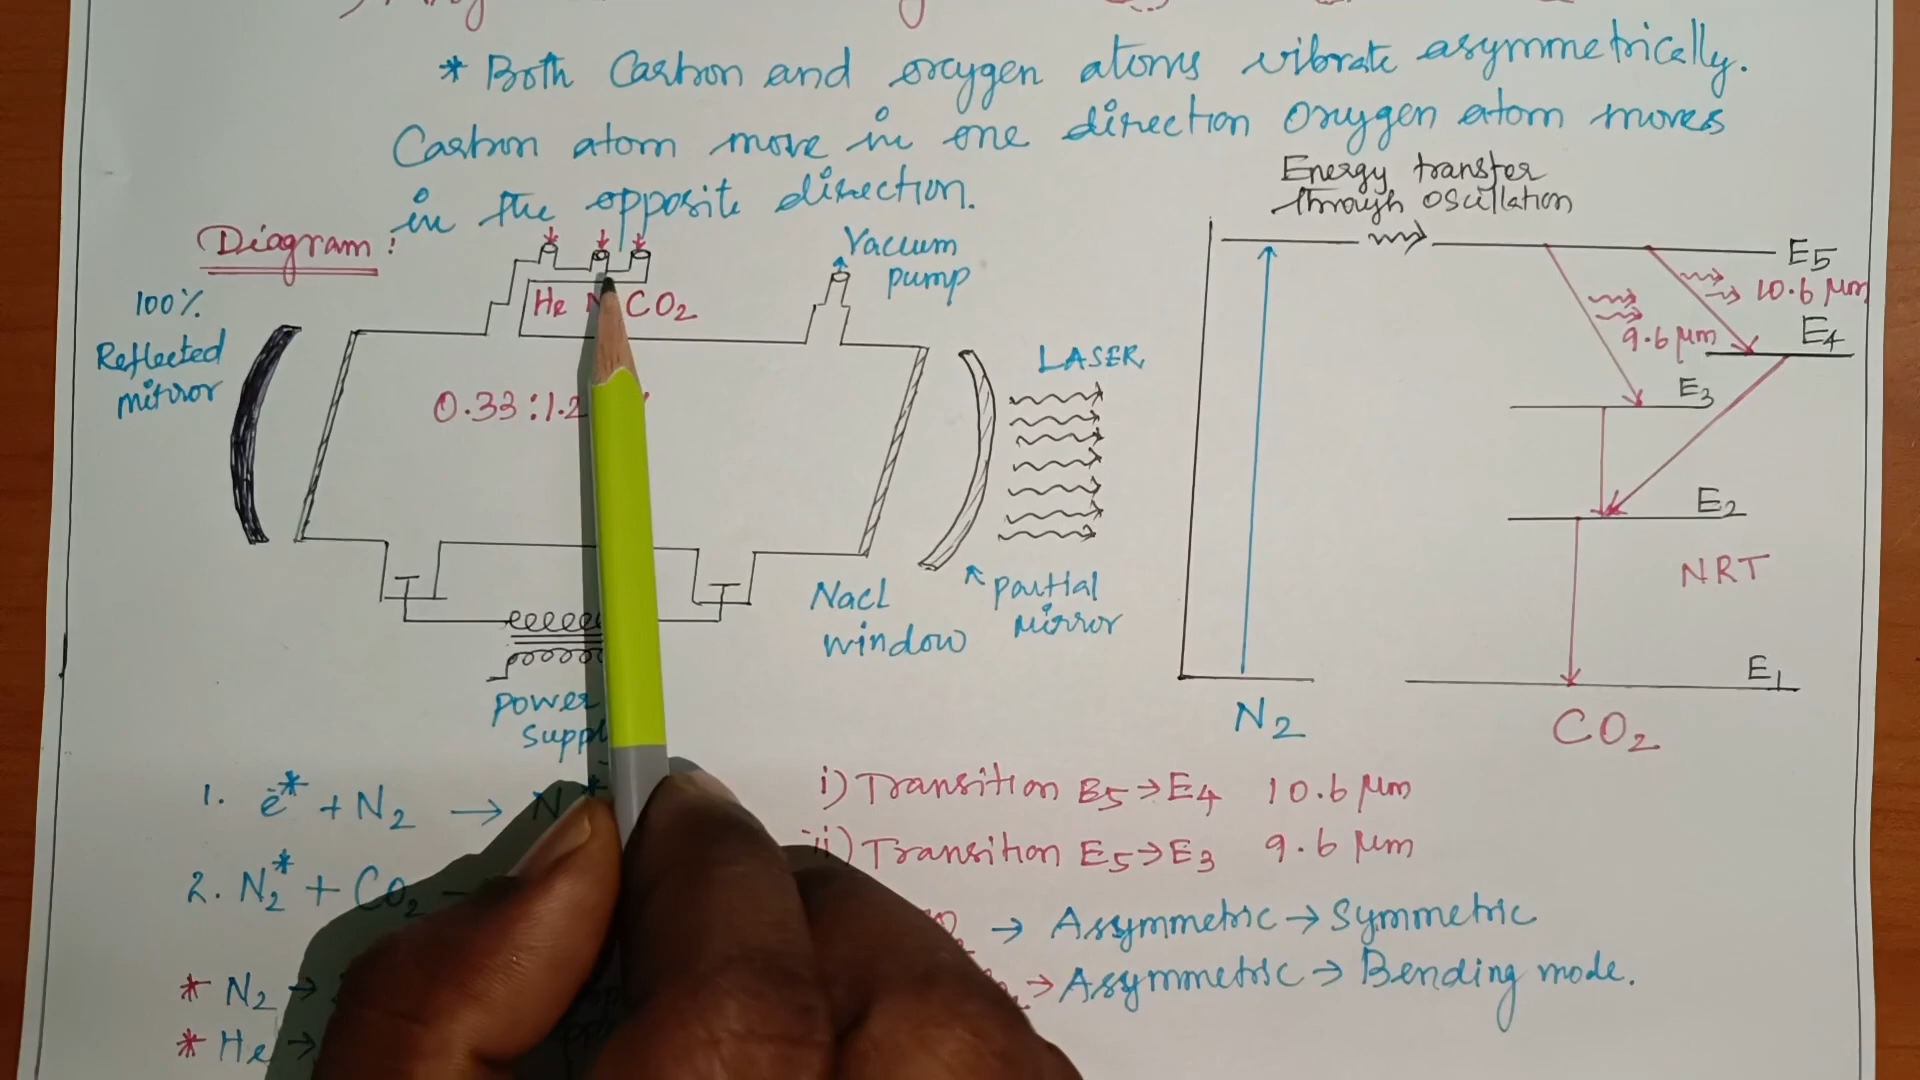 * Both Carbon and oxygen atoms vibrate asymmetrically.
Carbon atom move in one direction Oxygen atom moves
in the opposite direction.
Diagram:
Vacuum
pump
He N CO2
100%
Reflected
mirror
0.33:1.2
LASER
NaCl
window
partial
mirror
Power
Suppl
Energy transfer
through oscillation
E5
10.6 μm
9.6 μm
E4
E3
E2
NRT
E1
N2
CO2
1. e* + N2 → N*
2. N2* + CO2
* N2 →
* He →
i) Transition E5→E4 10.6 μm
ii) Transition E5→E3 9.6 μm
→ Assymmetric → Symmetric
→ Asymmetric → Bending mode.